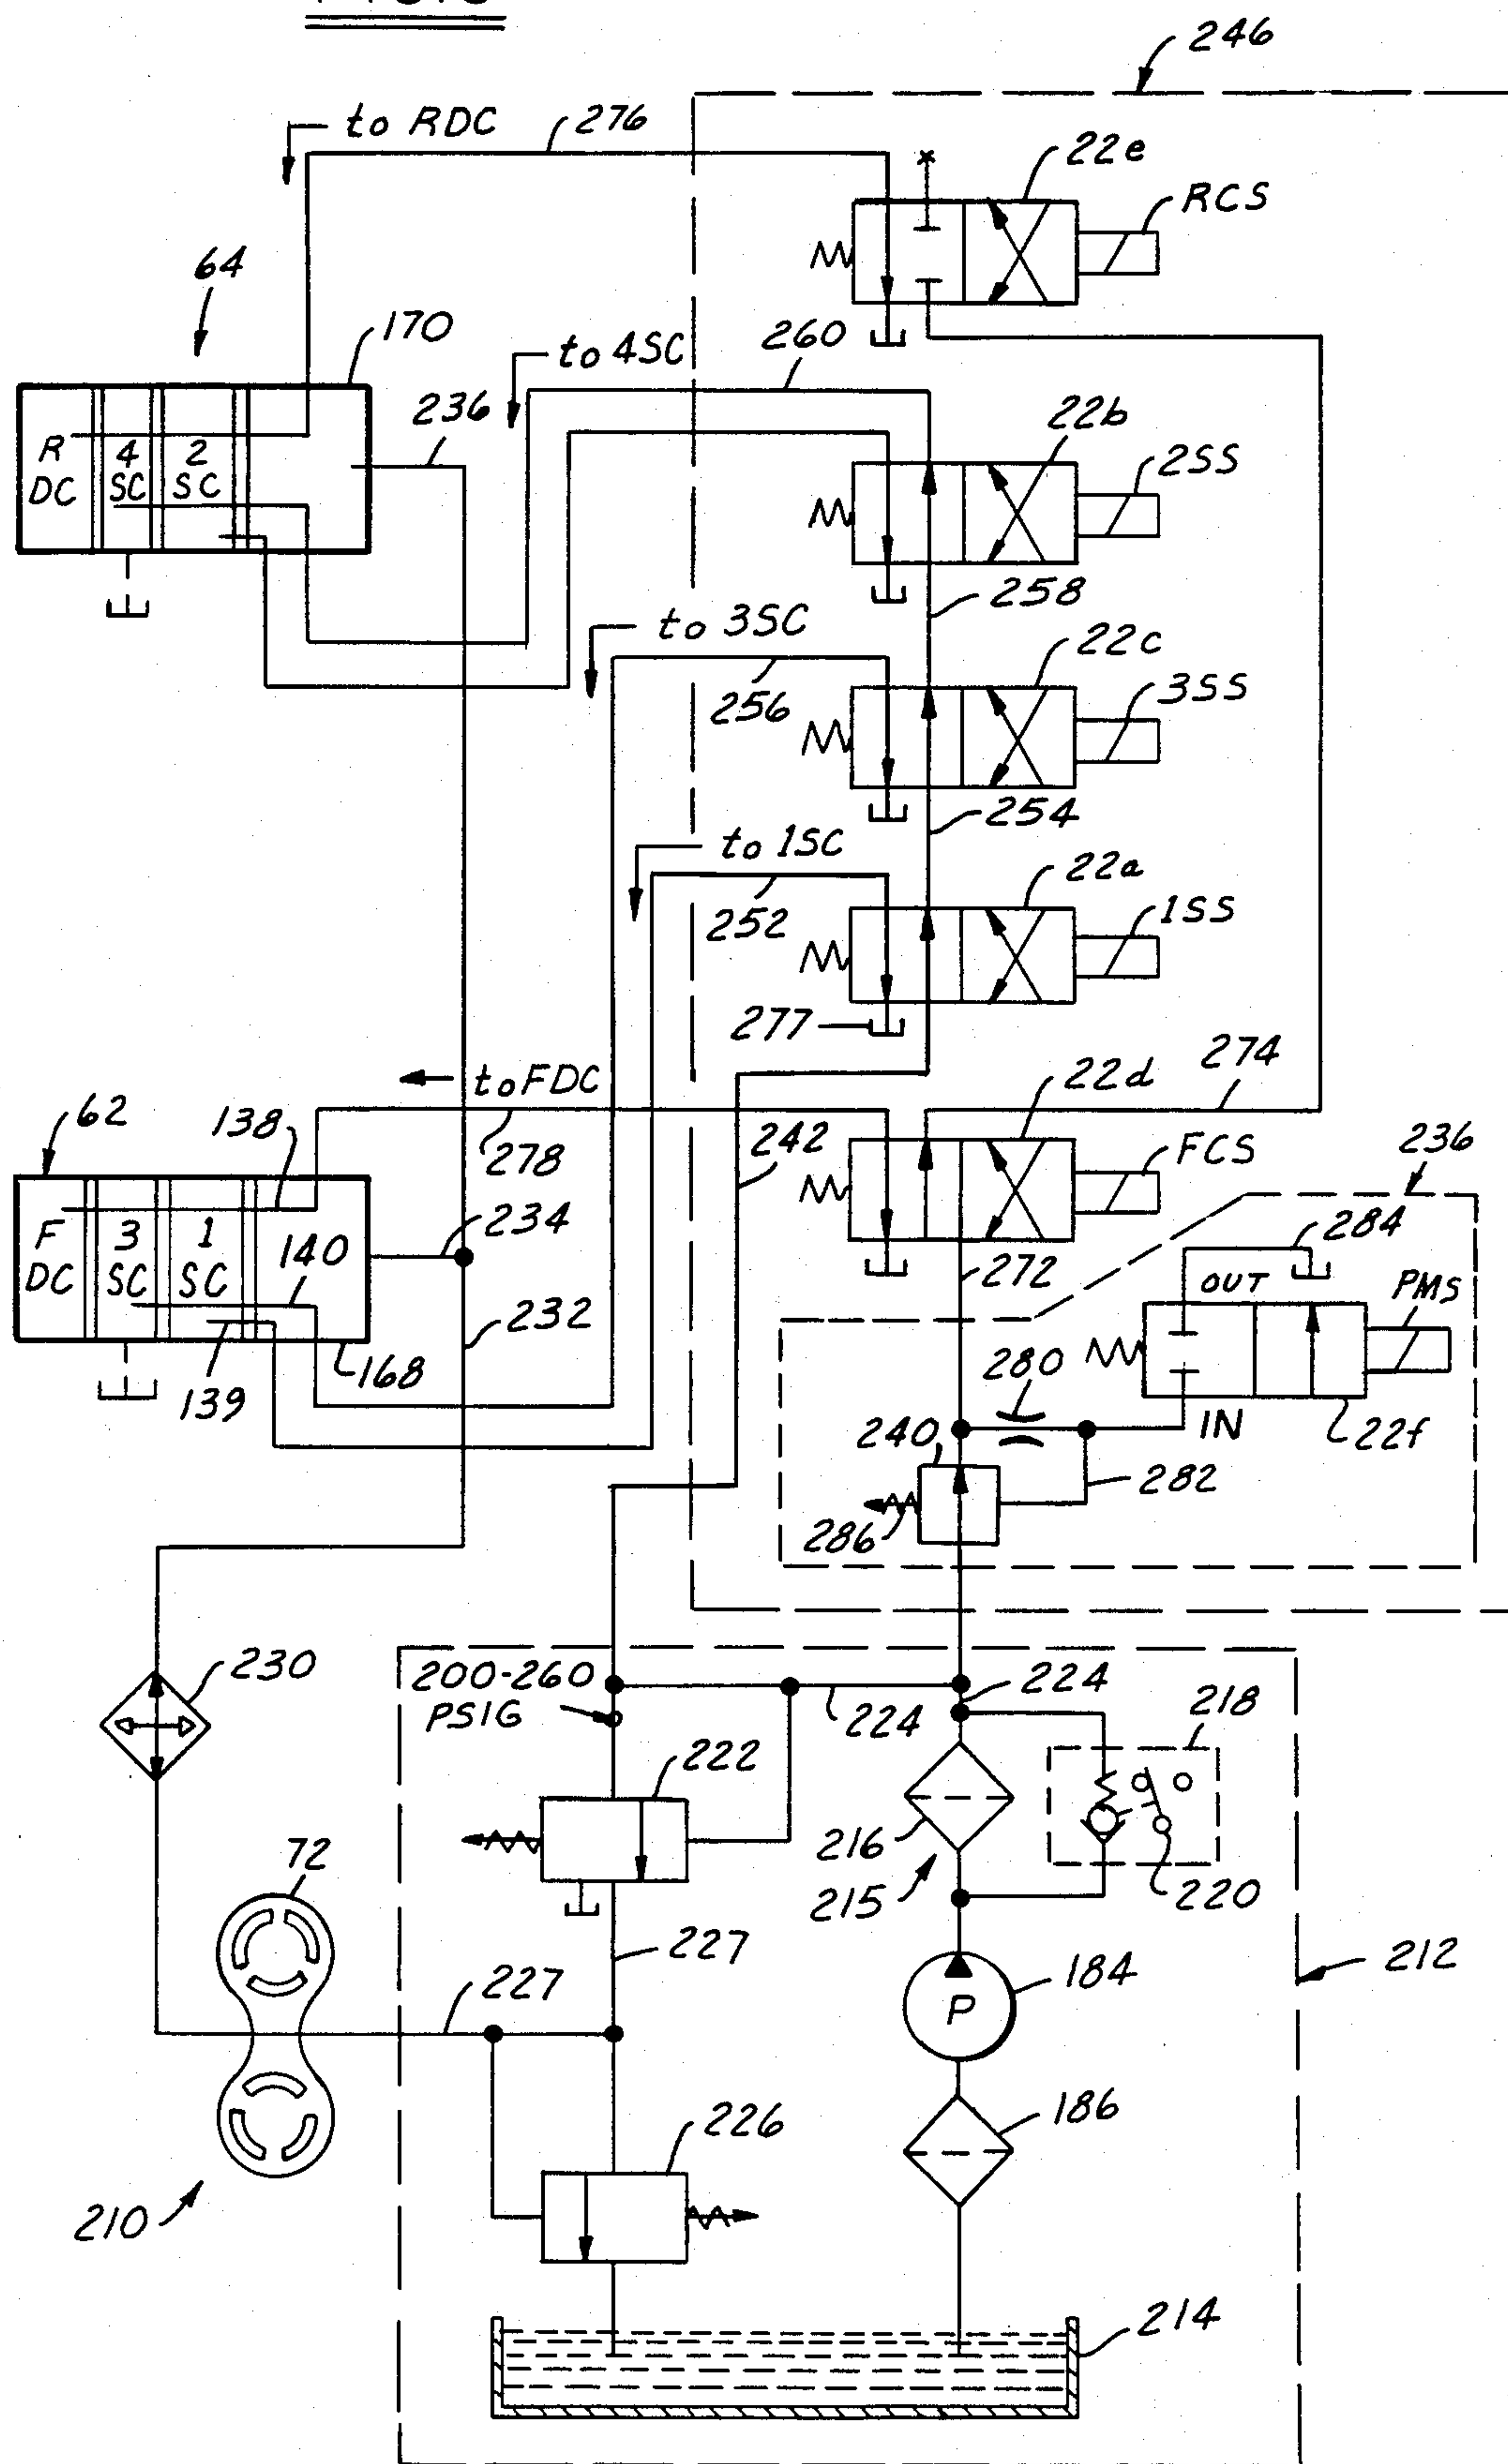 246
to RDC
276
22e
RCS
64
170
to 4SC
260
236
22b
2SS
R
DC
4
SC
2
SC
258
to 3SC
22c
256
3SS
254
to 1SC
22a
252
1SS
277
274
to FDC
22d
62
138
278
242
FCS
236
F
DC
3
SC
1
SC
140
234
284
272
OUT
PMS
232
280
139
168
240
IN
22f
282
286
230
200-260
PSIG
224
224
218
222
216
72
215
220
227
184
212
227
P
226
186
210
214